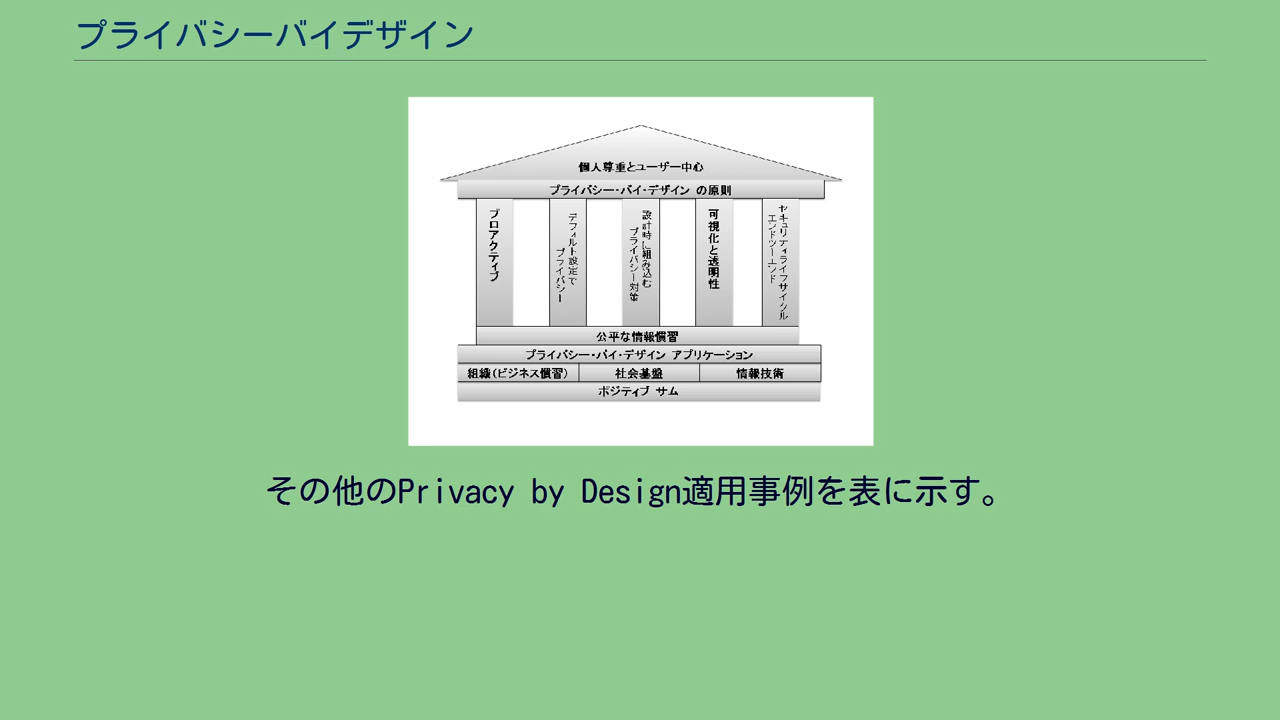 プライバシーバイデザイン
個人尊重とユーザー中心
プライバシー・バイ・デザイン の原則
プロアクティブ
デフォルト設定で
プライバシー
設計時に組み込む
プライバシー対策
可視化と透明性
セキュリティライフサイクル
エンドツーエンド
公平な情報慣習
プライバシー・バイ・デザイン アプリケーション
組織(ビジネス慣習) 社会基盤 情報技術
ポジティブ サム
その他のPrivacy by Design適用事例を表に示す。